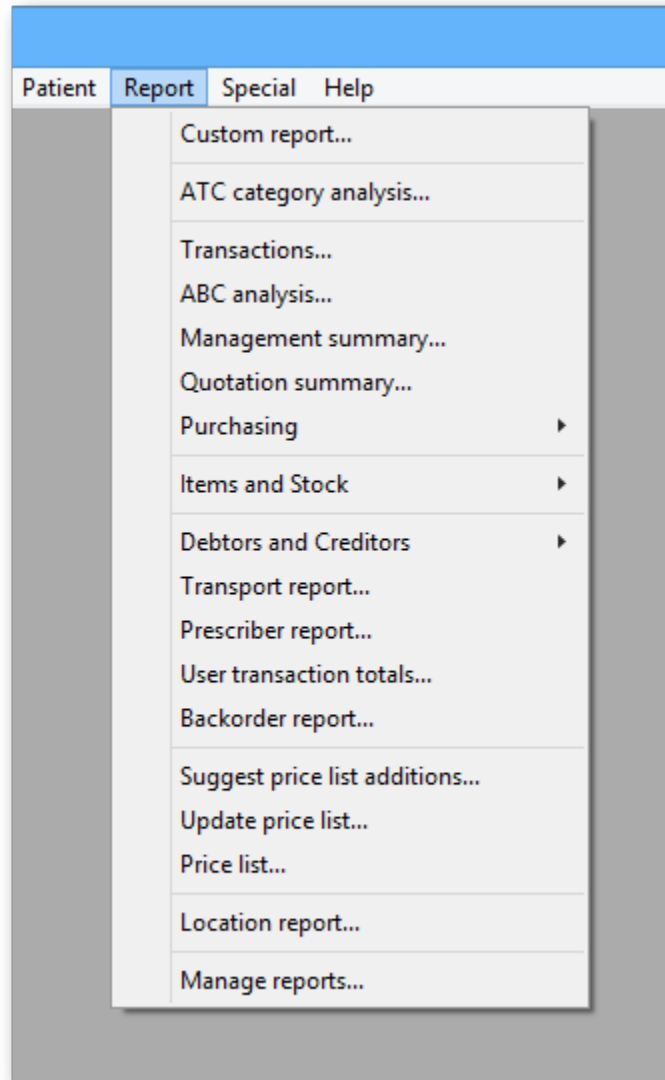 Patient Report Special Help
Custom report...
ATC category analysis...
Transactions...
ABC analysis...
Management summary...
Quotation summary...
Purchasing
Items and Stock
Debtors and Creditors
Transport report...
Prescriber report...
User transaction totals...
Backorder report...
Suggest price list additions...
Update price list...
Price list...
Location report...
Manage reports...